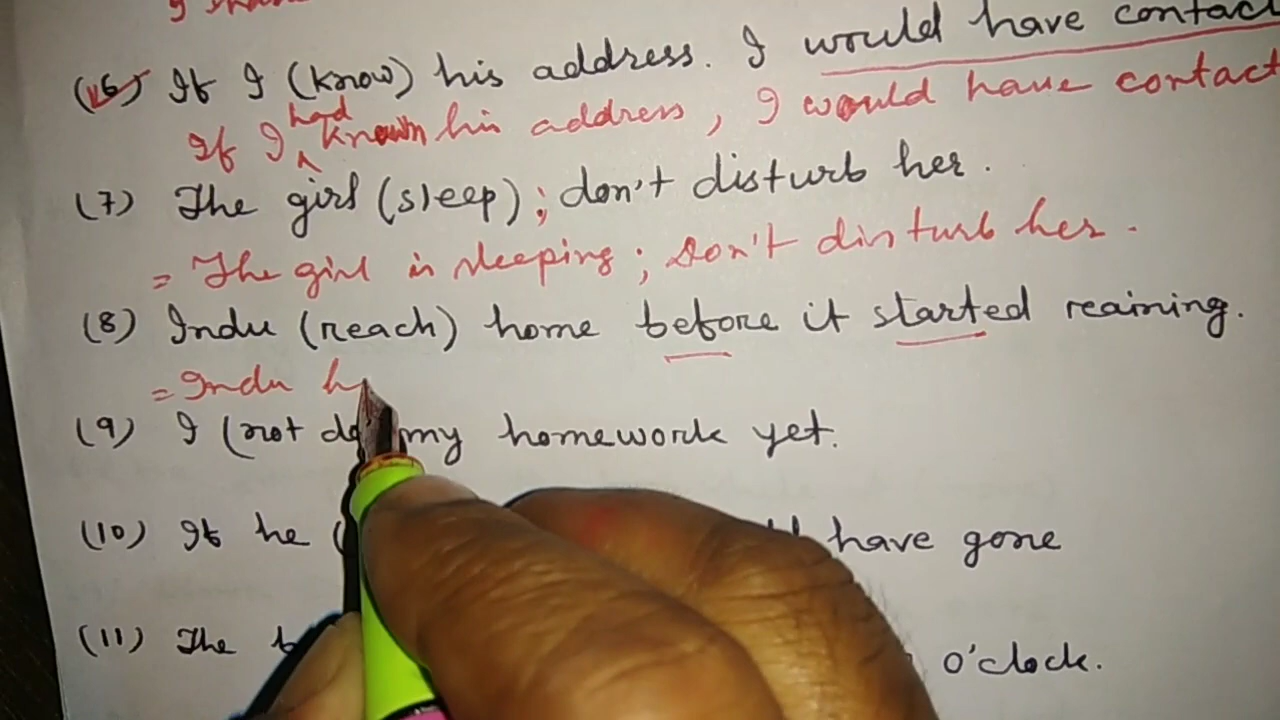 (6) If I (know) his address. I would have contact
If I had known his address, I would have contact
(7) The girl (sleep); don't disturb her.
= The girl is sleeping; Don't disturb her.
(8) Indu (reach) home before it started reaining.
= Indu h
(9) I (not do my homework yet.
(10) If he ( have gone
(11) The o'clock.